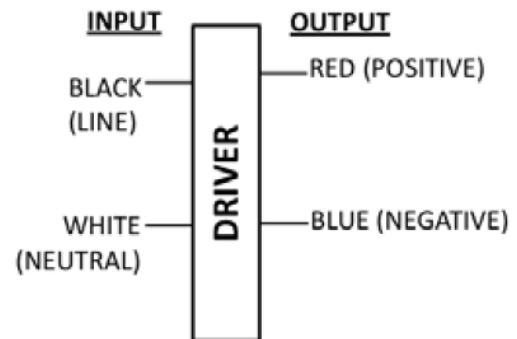 INPUT
OUTPUT
BLACK
(LINE)
RED (POSITIVE)
DRIVER
WHITE
(NEUTRAL)
BLUE (NEGATIVE)